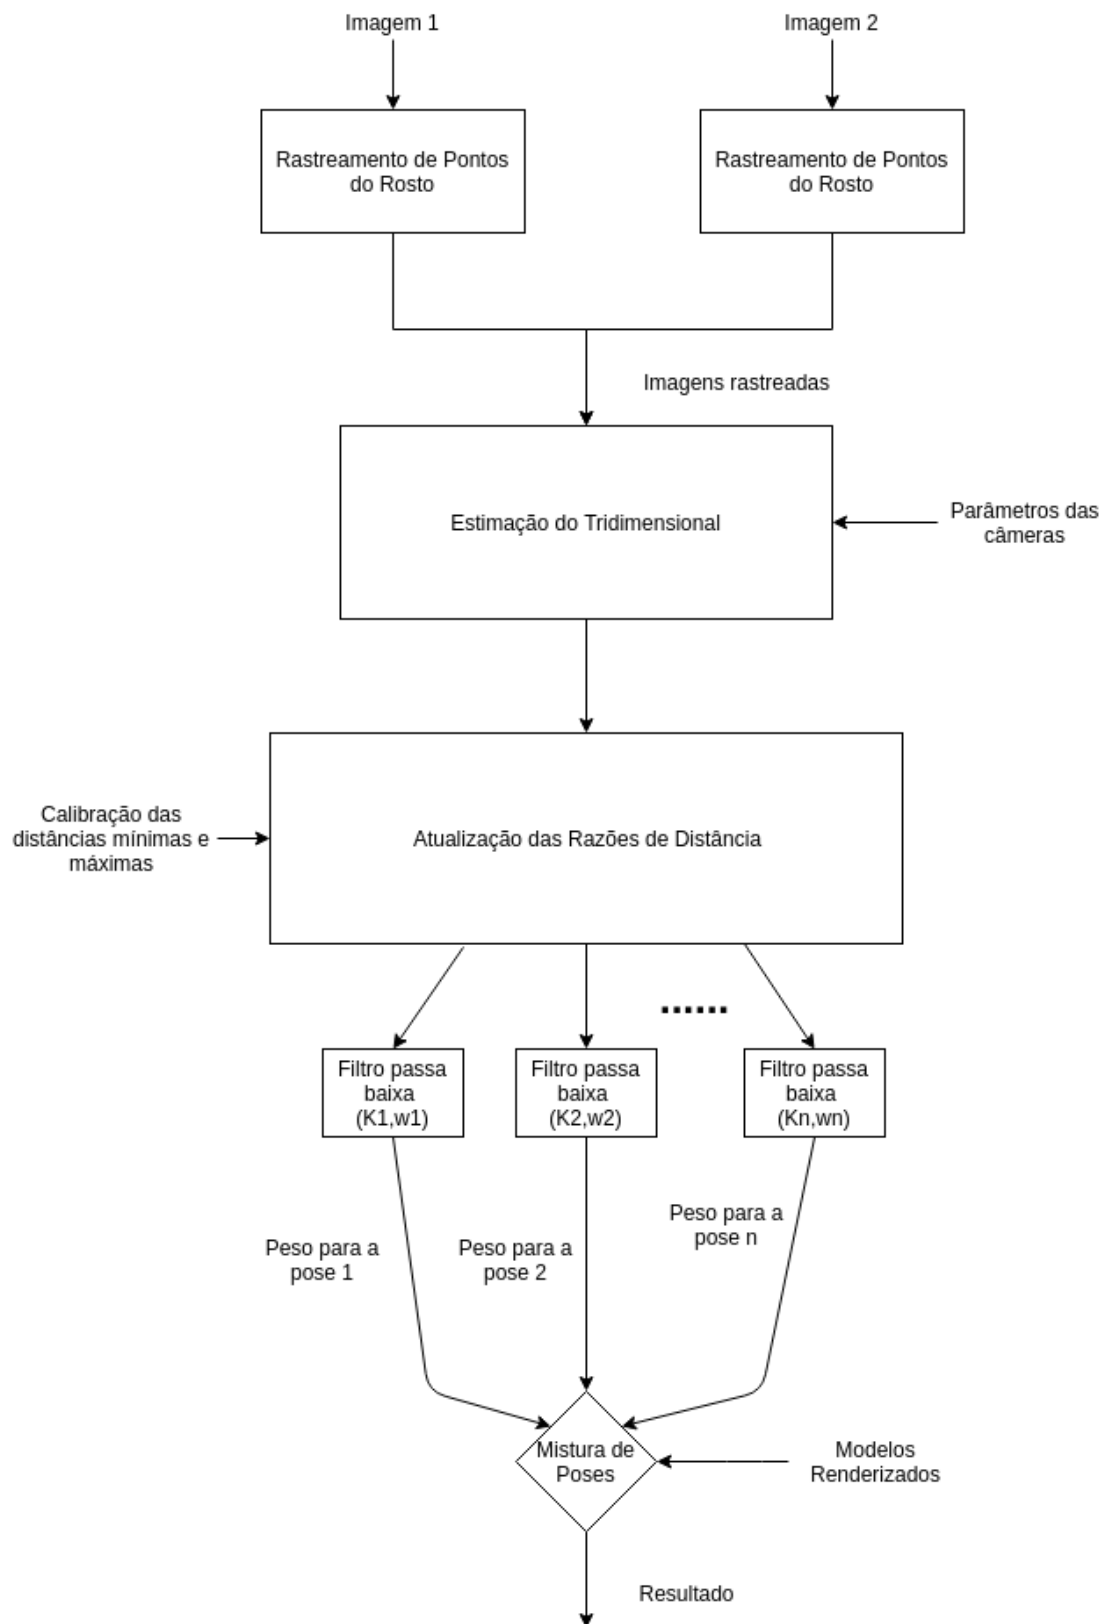 Imagem 1
Imagem 2
Rastreamento de Pontos
do Rosto
Rastreamento de Pontos
do Rosto
Imagens rastreadas
Estimação do Tridimensional
Parâmetros das
câmeras
Calibração das
distâncias mínimas e
máximas
Atualização das Razões de Distância
......
Filtro passa
baixa
(K1,w1)
Filtro passa
baixa
(K2,w2)
Filtro passa
baixa
(Kn,wn)
Peso para a
pose 1
Peso para a
pose 2
Peso para a
pose n
Mistura de
Poses
Modelos
Renderizados
Resultado